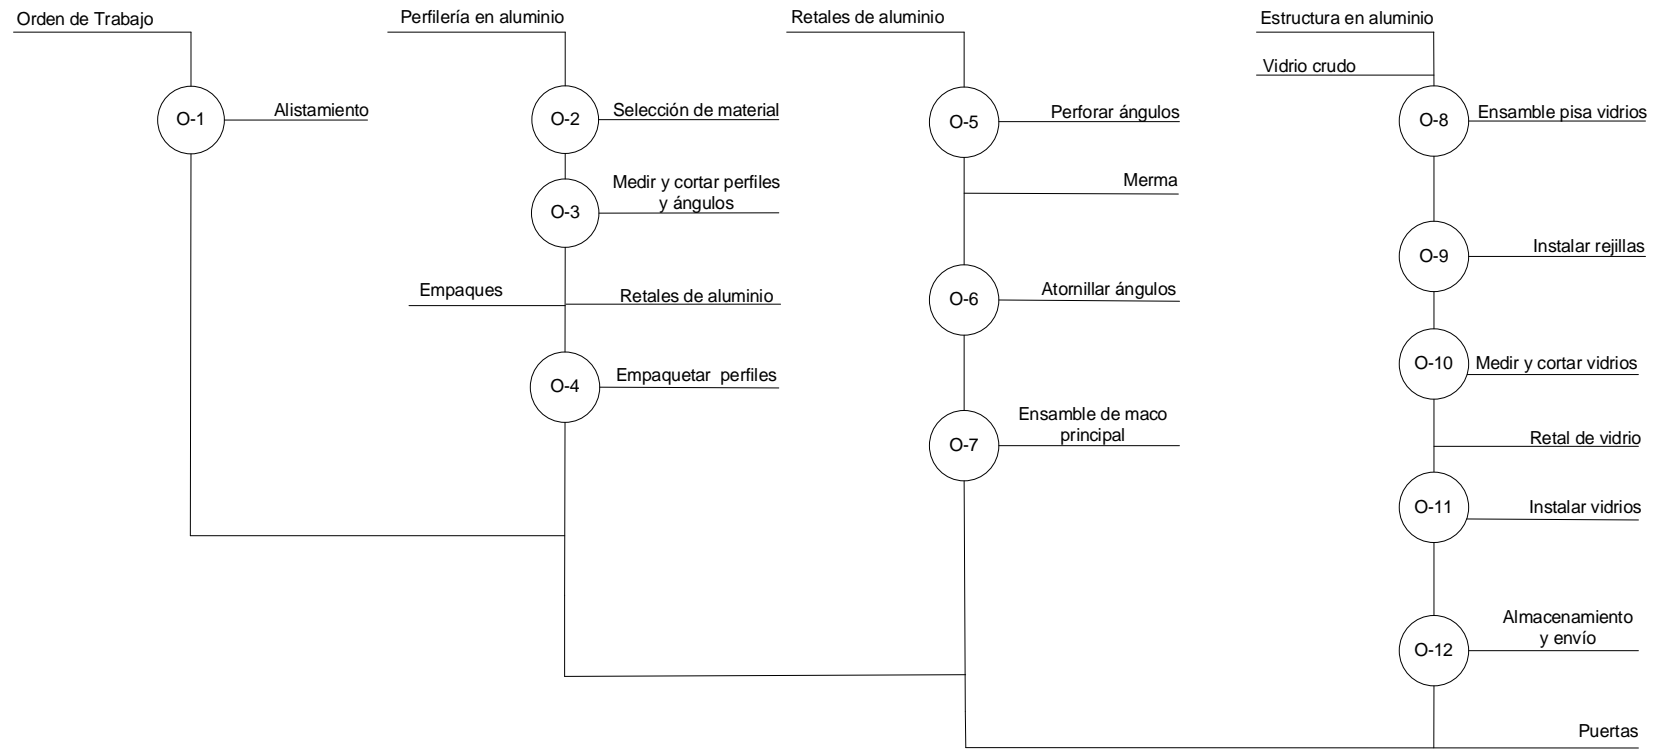 Orden de Trabajo
O-1
Alistamiento
Perfilería en aluminio
O-2
Selección de material
O-3
Medir y cortar perfiles
y ángulos
Empaques
Retales de aluminio
O-4
Empaquetar perfiles
Retales de aluminio
O-5
Perforar ángulos
Merma
O-6
Atornillar ángulos
O-7
Ensamble de maco
principal
Estructura en aluminio
Vidrio crudo
O-8
Ensamble pisa vidrios
O-9
Instalar rejillas
O-10
Medir y cortar vidrios
Retal de vidrio
O-11
Instalar vidrios
O-12
Almacenamiento
y envío
Puertas